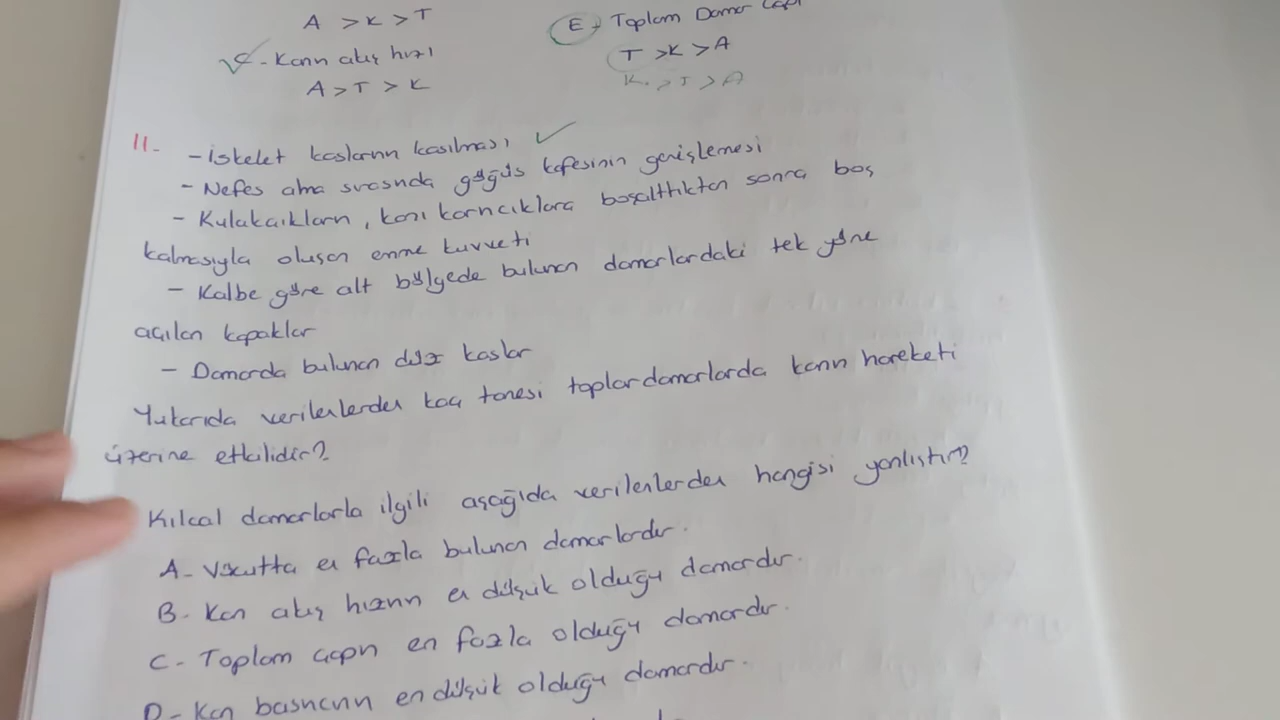 A > K > T
C - Kanın akış hızı
A > T > K
E - Toplam Damar Çapı
T > K > A
K > T > A
11. - İskelet kaslarının kasılması
- Nefes alma sırasında göğüs kafesinin genişlemesi
- Kulakçıkların, kanı karıncıklara boşalttıktan sonra boş
kalmasıyla oluşan emme kuvveti
- Kalbe göre alt bölgede bulunan damarlardaki tek yöne
açılan kapaklar
- Damarda bulunan düz kaslar
Yukarıda verilenlerden kaç tanesi toplardamarlarda kanın hareketi
üzerine etkilidir?
Kılcal damarlarla ilgili aşağıda verilenlerden hangisi yanlıştır?
A- Vücutta en fazla bulunan damarlardır.
B- Kan akış hızının en düşük olduğu damardır.
C- Toplam çapın en fazla olduğu damardır.
D- Kan basıncının en düşük olduğu damardır.